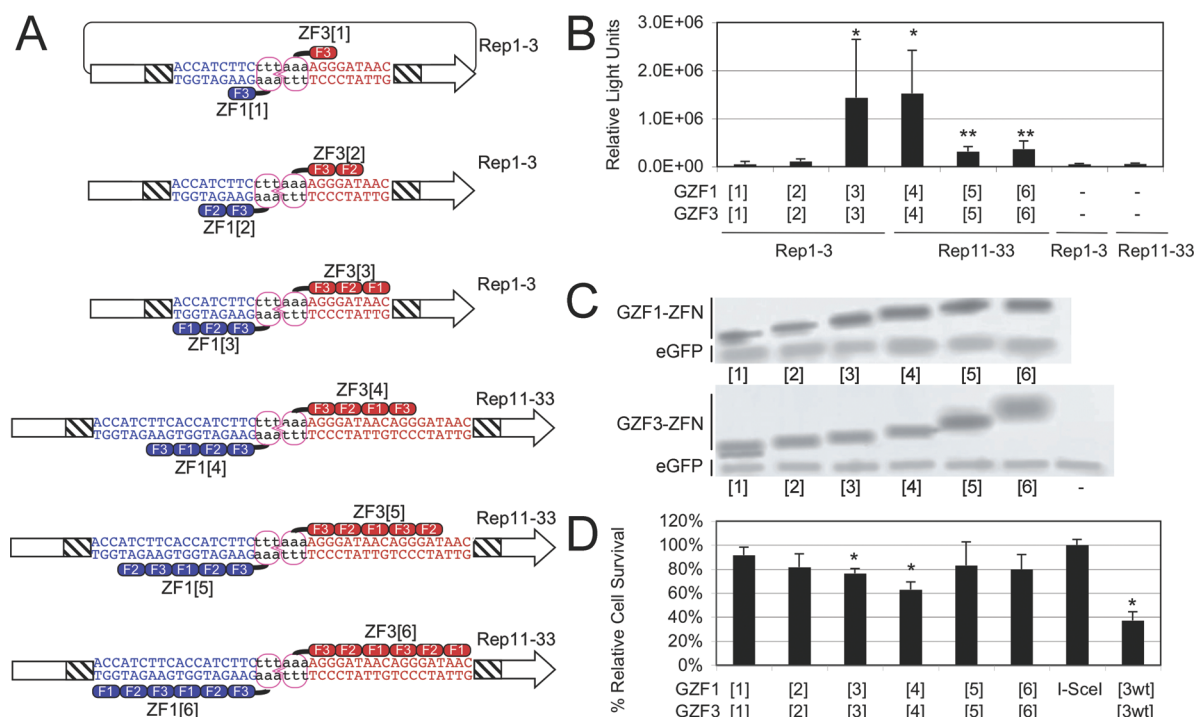 A
ZF3[1]
Rep1-3
F3
ACCATCTTCtttaaaAGGGATAAC
TGGTAGAAGaaatttTCCCTATTG
F3
ZF1[1]
ZF3[2]
Rep1-3
F3 F2
ACCATCTTCtttaaaAGGGATAAC
TGGTAGAAGaaatttTCCCTATTG
F2 F3
ZF1[2]
ZF3[3]
Rep1-3
F3 F2 F1
ACCATCTTCtttaaaAGGGATAAC
TGGTAGAAGaaatttTCCCTATTG
F1 F2 F3
ZF1[3]
ZF3[4]
Rep11-33
F3 F2 F1 F3
ACCATCTTCACCATCTTCtttaaaAGGGATAACAGGGATAAC
TGGTAGAAGTGGTAGAAGaaatttTCCCTATTGTCCCTATTG
F3 F1 F2 F3
ZF1[4]
ZF3[5]
Rep11-33
F3 F2 F1 F3 F2
ACCATCTTCACCATCTTCtttaaaAGGGATAACAGGGATAAC
TGGTAGAAGTGGTAGAAGaaatttTCCCTATTGTCCCTATTG
F2 F3 F1 F2 F3
ZF1[5]
ZF3[6]
Rep11-33
F3 F2 F1 F3 F2 F1
ACCATCTTCACCATCTTCtttaaaAGGGATAACAGGGATAAC
TGGTAGAAGTGGTAGAAGaaatttTCCCTATTGTCCCTATTG
F1 F2 F3 F1 F2 F3
ZF1[6]
B
Relative Light Units
3.0E+06
2.0E+06
1.0E+06
0.0E+00
* * ** **
GZF1 [1] [2] [3] [4] [5] [6] - -
GZF3 [1] [2] [3] [4] [5] [6] - -
Rep1-3 Rep11-33 Rep1-3 Rep11-33
C
GZF1-ZFN
eGFP
[1] [2] [3] [4] [5] [6]
GZF3-ZFN
eGFP
[1] [2] [3] [4] [5] [6] -
D
% Relative Cell Survival
120%
100%
80%
60%
40%
20%
0%
* * *
GZF1 [1] [2] [3] [4] [5] [6] I-SceI [3wt]
GZF3 [1] [2] [3] [4] [5] [6] [3wt]